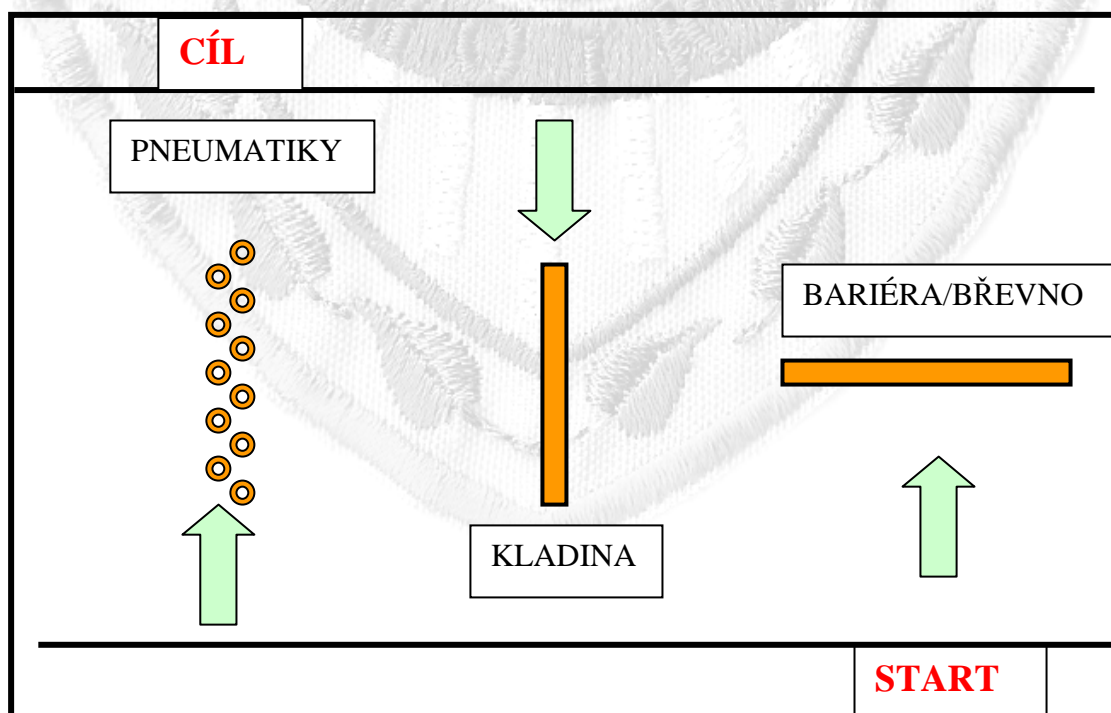 CÍL
PNEUMATIKY
BARIÉRA/BŘEVNO
KLADINA
START